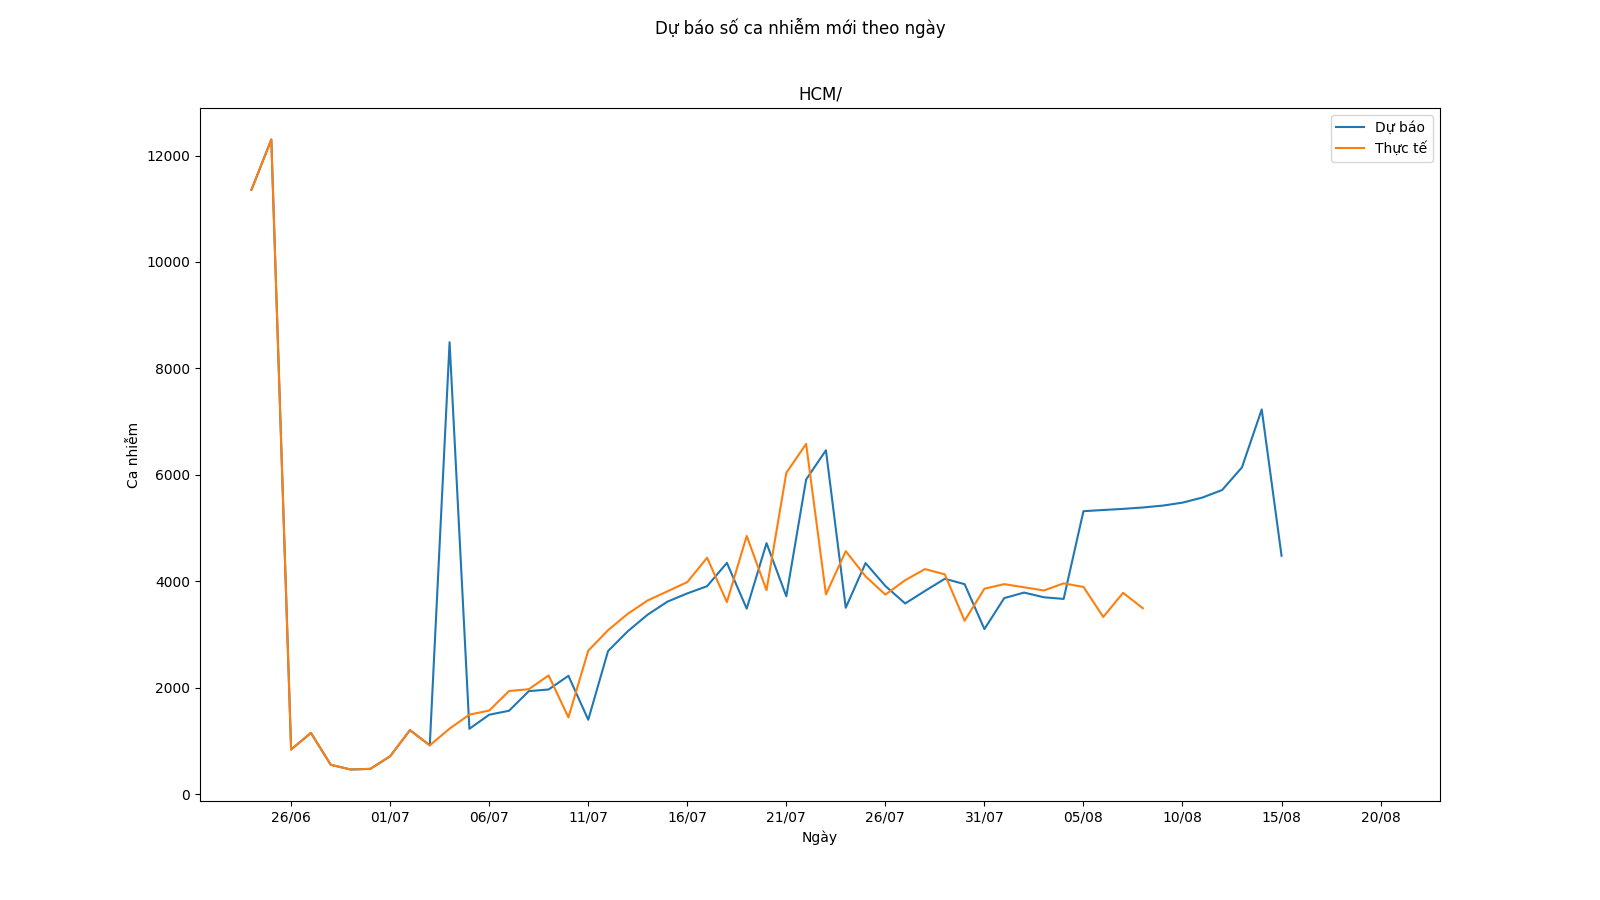 Dự báo số ca nhiễm mới theo ngày
HCM/
Dự báo
Thực tế
12000
10000
8000
6000
4000
2000
0
Ca nhiễm
26/06 01/07 06/07 11/07 16/07 21/07 26/07 31/07 05/08 10/08 15/08 20/08
Ngày